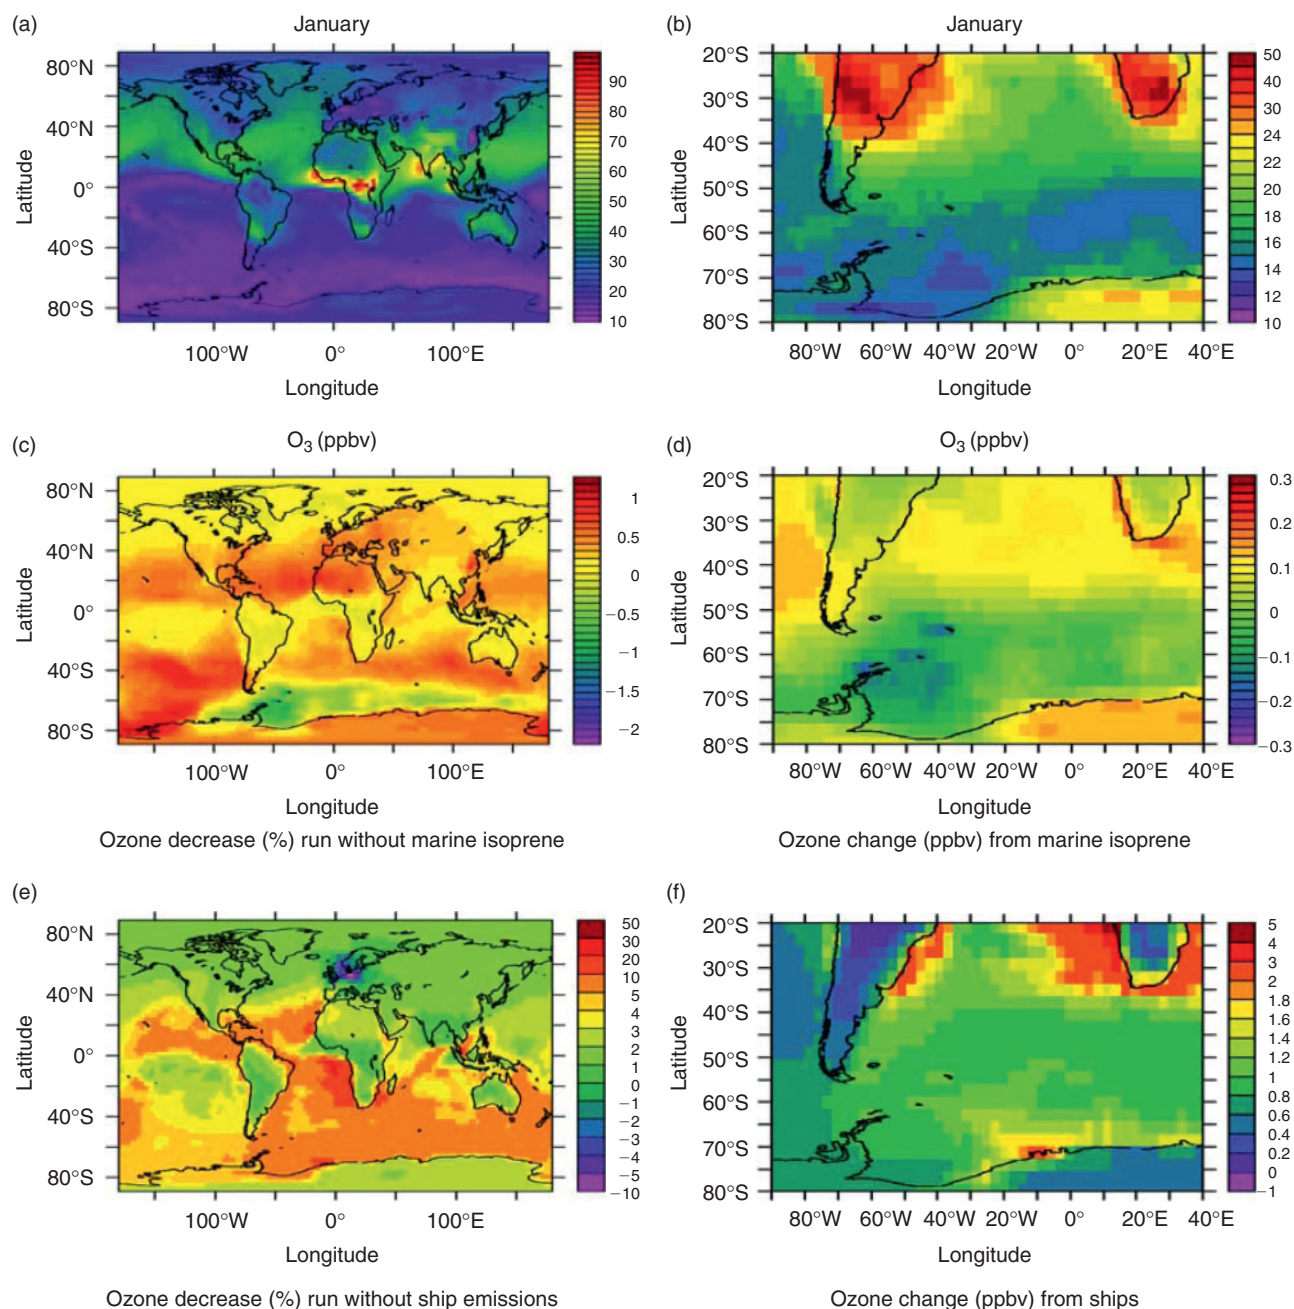 (a)
January
80°N
40°N
0°
40°S
80°S
Latitude
100°W 0° 100°E
Longitude
90
80
70
60
50
40
30
20
10
(b)
January
20°S
30°S
40°S
50°S
60°S
70°S
80°S
Latitude
80°W 60°W 40°W 20°W 0° 20°E 40°E
Longitude
50
40
30
24
22
20
18
16
14
12
10
(c)
O₃ (ppbv)
80°N
40°N
0°
40°S
80°S
Latitude
100°W 0° 100°E
Longitude
1
0.5
0
−0.5
−1
−1.5
−2
Ozone decrease (%) run without marine isoprene
(d)
O₃ (ppbv)
20°S
30°S
40°S
50°S
60°S
70°S
80°S
Latitude
80°W 60°W 40°W 20°W 0° 20°E 40°E
Longitude
0.3
0.2
0.1
0
−0.1
−0.2
−0.3
Ozone change (ppbv) from marine isoprene
(e)
80°N
40°N
0°
40°S
80°S
Latitude
100°W 0° 100°E
Longitude
50
30
20
10
5
4
3
2
1
0
−1
−2
−3
−4
−5
−10
Ozone decrease (%) run without ship emissions
(f)
20°S
30°S
40°S
50°S
60°S
70°S
80°S
Latitude
80°W 60°W 40°W 20°W 0° 20°E 40°E
Longitude
5
4
3
2
1.8
1.6
1.4
1.2
1
0.8
0.6
0.4
0.2
0
−1
Ozone change (ppbv) from ships